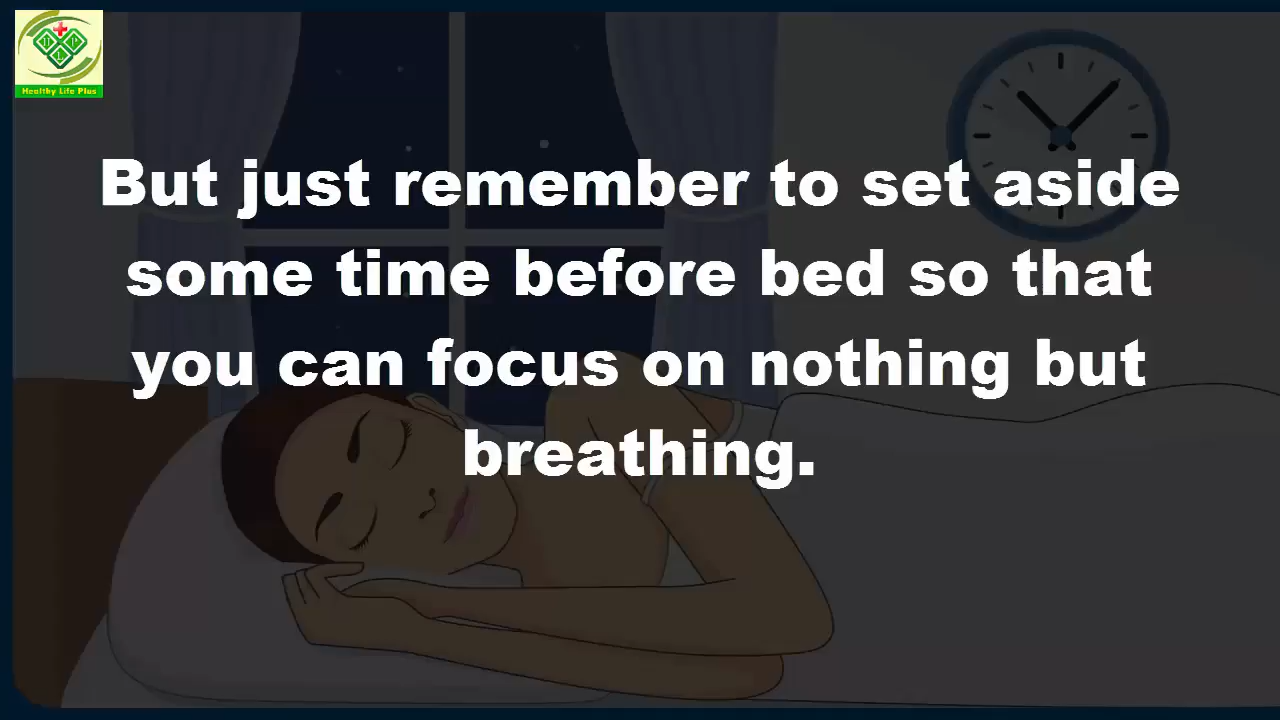 Healthy Life Plus
But just remember to set aside
some time before bed so that
you can focus on nothing but
breathing.